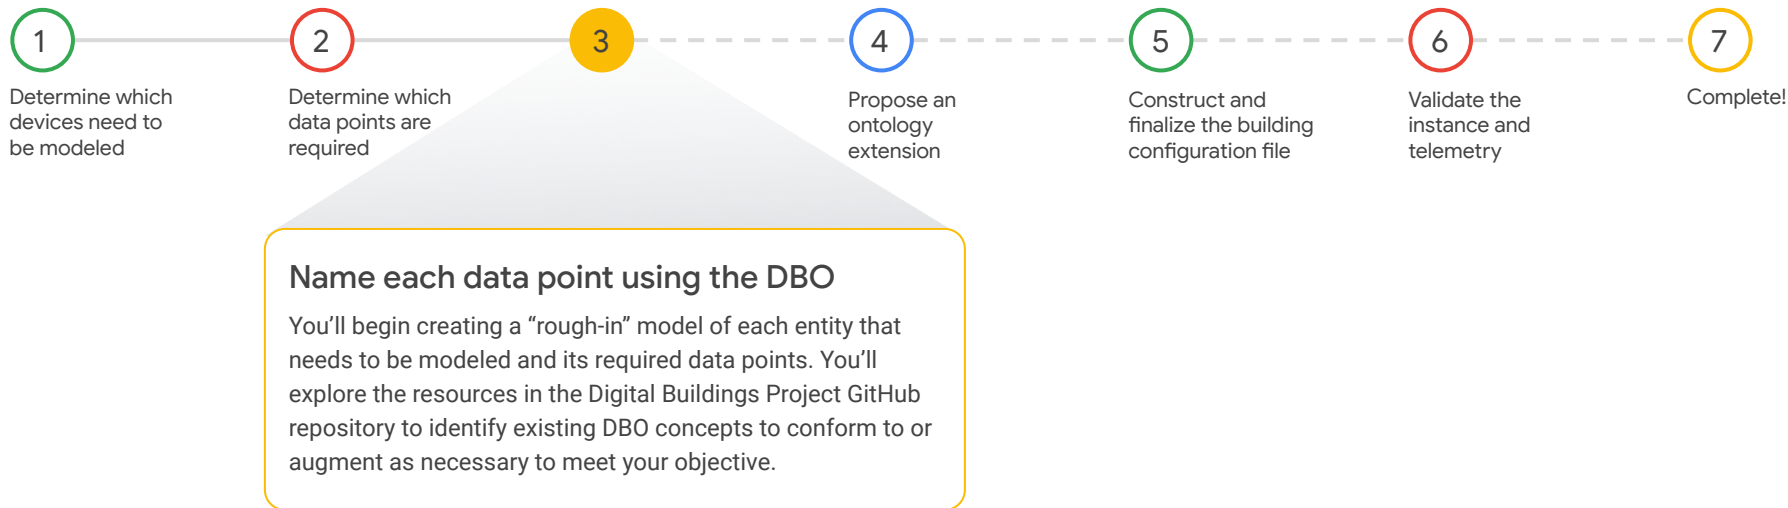 1
2
3
4
5
6
7
Determine which
devices need to
be modeled
Determine which
data points are
required
Propose an
ontology
extension
Construct and
finalize the building
configuration file
Validate the
instance and
telemetry
Complete!
Name each data point using the DBO
You’ll begin creating a “rough-in” model of each entity that
needs to be modeled and its required data points. You’ll
explore the resources in the Digital Buildings Project GitHub
repository to identify existing DBO concepts to conform to or
augment as necessary to meet your objective.